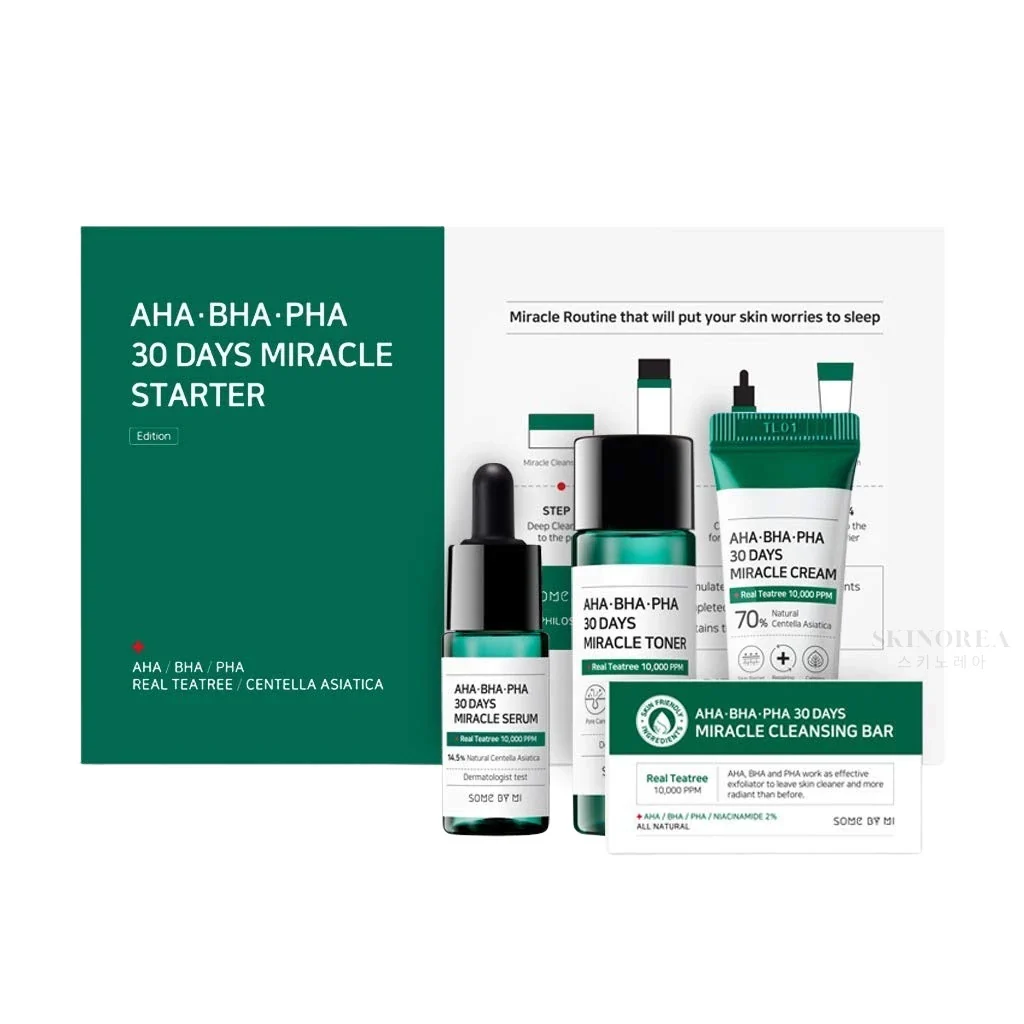 AHA·BHA·PHA
30 DAYS MIRACLE
STARTER
Edition
AHA / BHA / PHA
REAL TEATREE / CENTELLA ASIATICA
Miracle Routine that will put your skin worries to sleep
Miracle
STEP
Deep
to the
the
TL01
AHA·BHA·PHA
30 DAYS
MIRACLE CREAM
Real Teatree 10,000 PPM
70% Natural
Centella Asiatica
AHA·BHA·PHA
30 DAYS
MIRACLE TONER
Real Teatree 10,000 PPM
AHA·BHA·PHA
30 DAYS
MIRACLE SERUM
Real Teatree 10,000 PPM
14.5% Natural Centella Asiatica
Dermatologist test
SOME BY MI
SKIN FRIENDLY
INGREDIENTS
AHA·BHA·PHA 30 DAYS
MIRACLE CLEANSING BAR
Real Teatree
10,000 PPM
AHA, BHA and PHA work as effective
exfoliator to leave skin cleaner and more
radiant than before.
AHA / BHA / PHA / NIACINAMIDE 2%
ALL NATURAL
SOME BY MI
SKINOREA
스키노레아